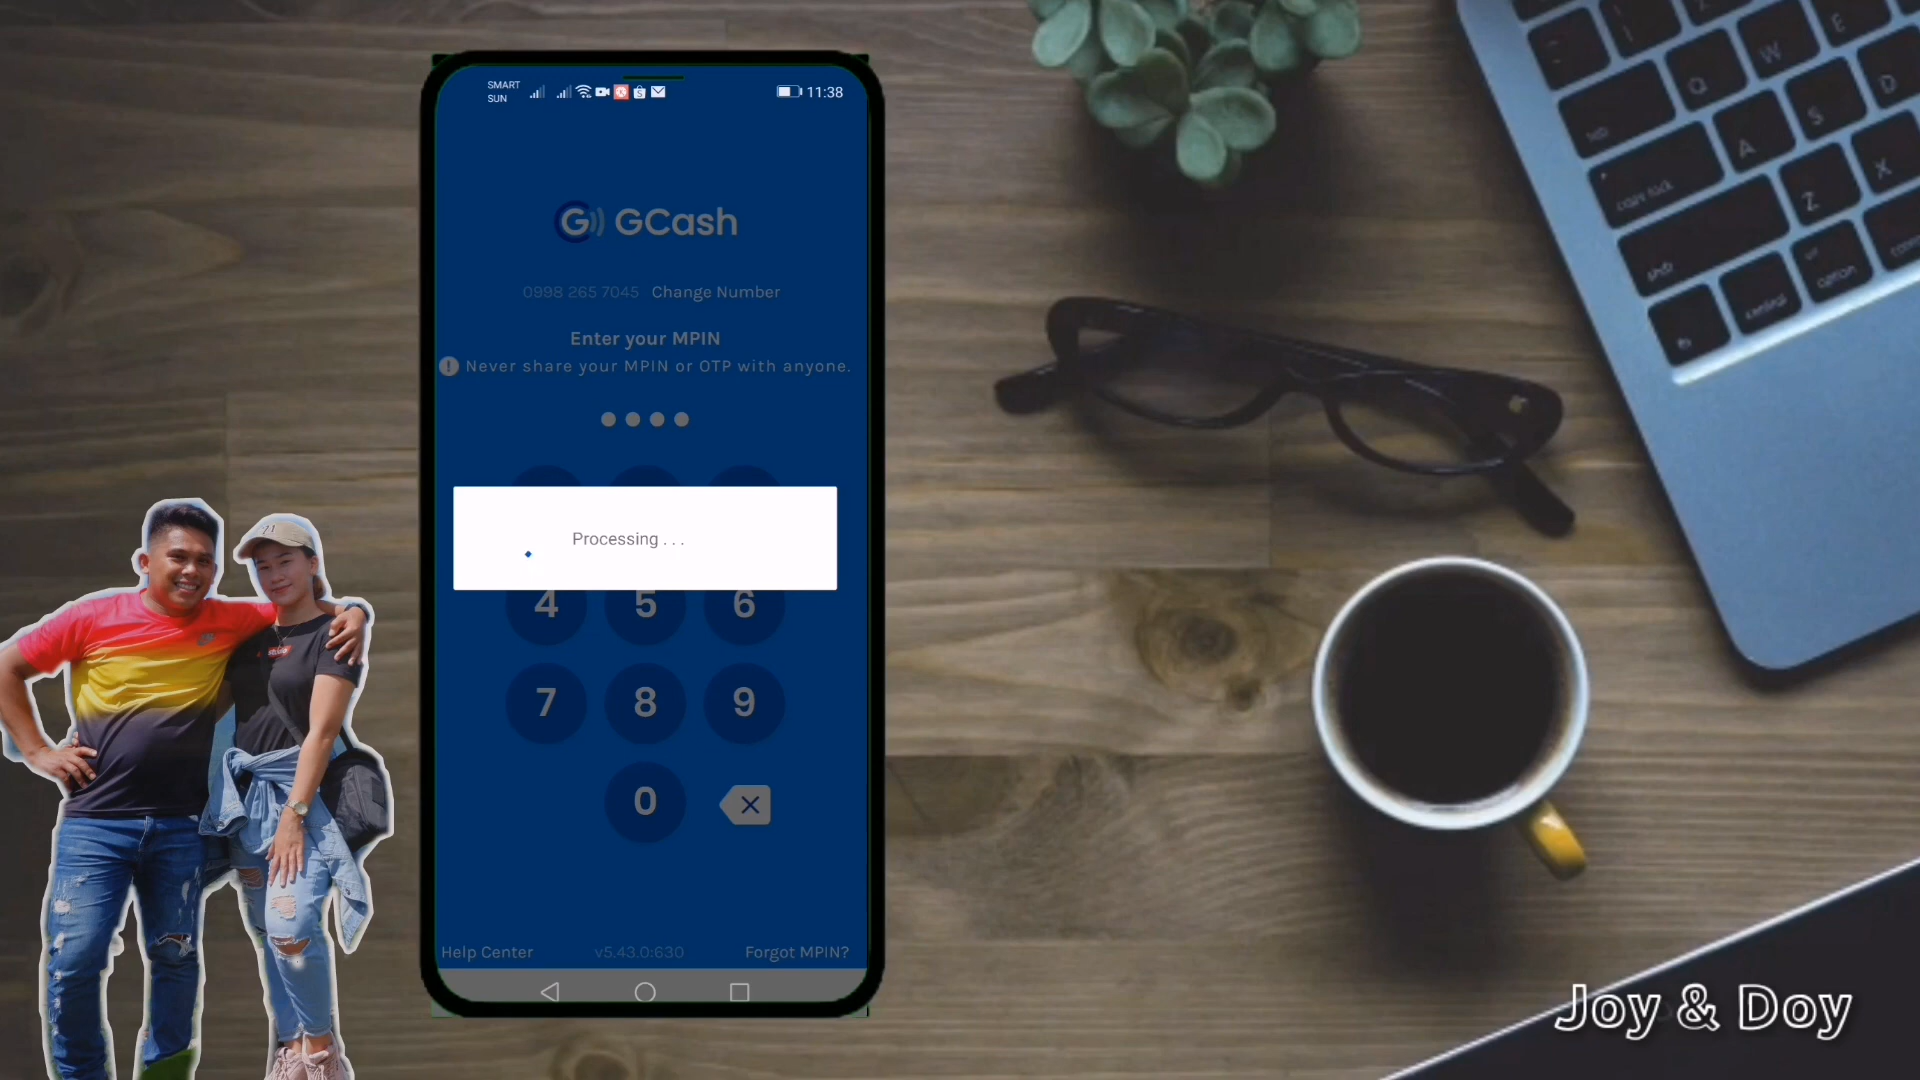 SMART
SUN
11:38
GCash
0998 265 7045 Change Number
Enter your MPIN
Never share your MPIN or OTP with anyone.
Processing . . .
4 5 6
7 8 9
0
Help Center v5.43.0:630 Forgot MPIN?
Q W E
A S D
Z X
Joy & Doy